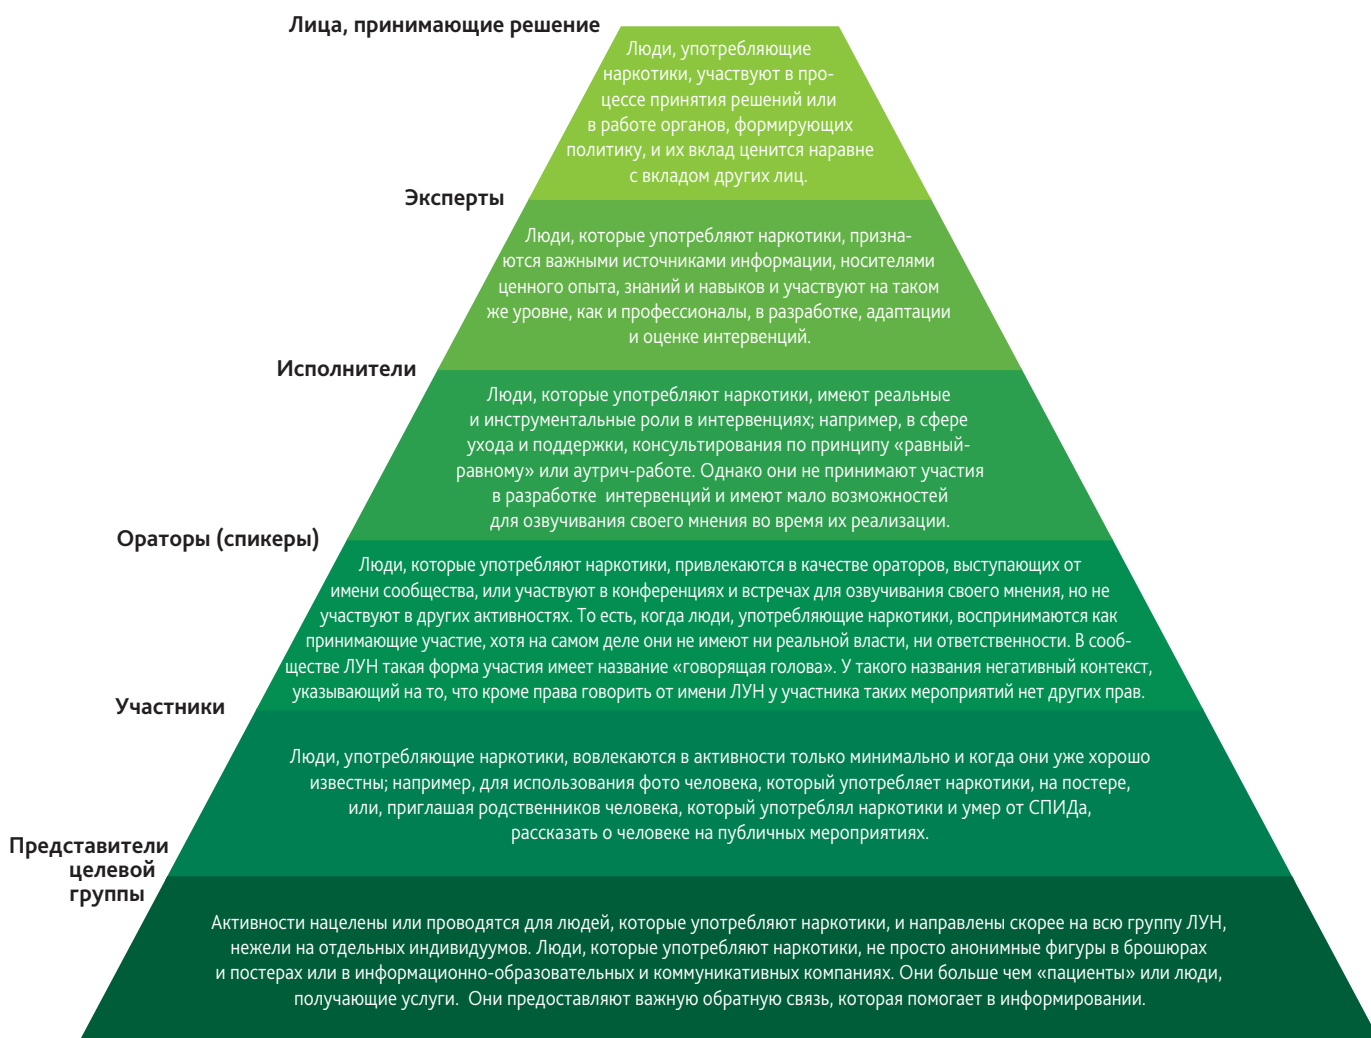 Лица, принимающие решение
Люди, употребляющие
наркотики, участвуют в про-
цессе принятия решений или
в работе органов, формирующих
политику, и их вклад ценится наравне
с вкладом других лиц.
Эксперты
Люди, которые употребляют наркотики, призна-
ются важными источниками информации, носителями
ценного опыта, знаний и навыков и участвуют на таком
же уровне, как и профессионалы, в разработке, адаптации
и оценке интервенций.
Исполнители
Люди, которые употребляют наркотики, имеют реальные
и инструментальные роли в интервенциях; например, в сфере
ухода и поддержки, консультирования по принципу «равный-
равному» или аутрич-работе. Однако они не принимают участия
в разработке интервенций и имеют мало возможностей
для озвучивания своего мнения во время их реализации.
Ораторы (спикеры)
Люди, которые употребляют наркотики, привлекаются в качестве ораторов, выступающих от
имени сообщества, или участвуют в конференциях и встречах для озвучивания своего мнения, но не
участвуют в других активностях. То есть, когда люди, употребляющие наркотики, воспринимаются как
принимающие участие, хотя на самом деле они не имеют ни реальной власти, ни ответственности. В сооб-
ществе ЛУН такая форма участия имеет название «говорящая голова». У такого названия негативный контекст,
указывающий на то, что кроме права говорить от имени ЛУН у участника таких мероприятий нет других прав.
Участники
Люди, употребляющие наркотики, вовлекаются в активности только минимально и когда они уже хорошо
известны; например, для использования фото человека, который употребляет наркотики, на постере,
или, приглашая родственников человека, который употреблял наркотики и умер от СПИДа,
рассказать о человеке на публичных мероприятиях.
Представители
целевой
группы
Активности нацелены или проводятся для людей, которые употребляют наркотики, и направлены скорее на всю группу ЛУН,
нежели на отдельных индивидуумов. Люди, которые употребляют наркотики, не просто анонимные фигуры в брошюрах
и постерах или в информационно-образовательных и коммуникативных компаниях. Они больше чем «пациенты» или люди,
получающие услуги. Они предоставляют важную обратную связь, которая помогает в информировании.